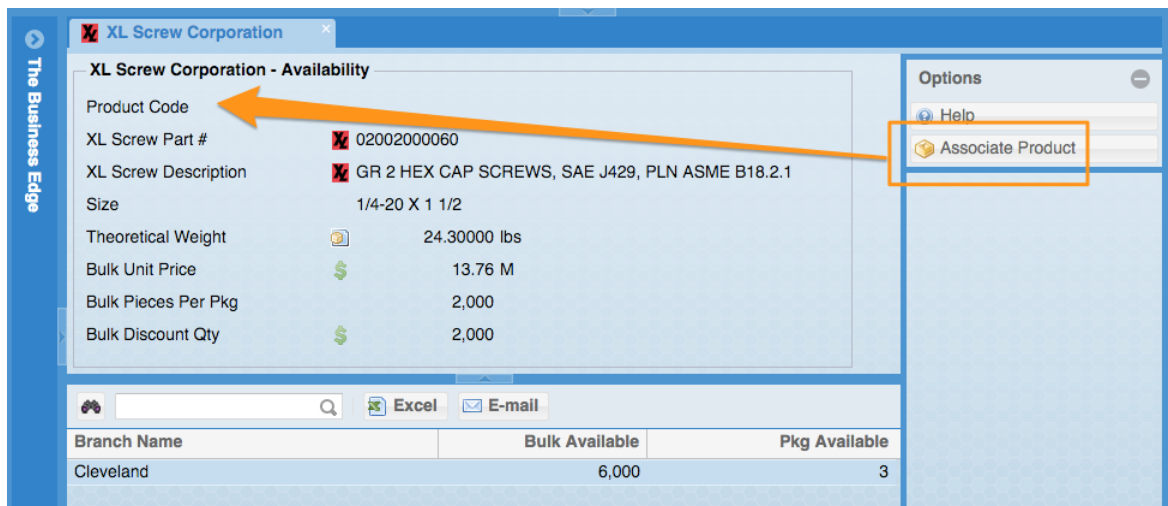 The Business Edge
XL Screw Corporation
XL Screw Corporation - Availability
Product Code
XL Screw Part # 02002000060
XL Screw Description GR 2 HEX CAP SCREWS, SAE J429, PLN ASME B18.2.1
Size 1/4-20 X 1 1/2
Theoretical Weight 24.30000 lbs
Bulk Unit Price $ 13.76 M
Bulk Pieces Per Pkg 2,000
Bulk Discount Qty $ 2,000
Options
Help
Associate Product
Excel E-mail
Branch Name Bulk Available Pkg Available
Cleveland 6,000 3